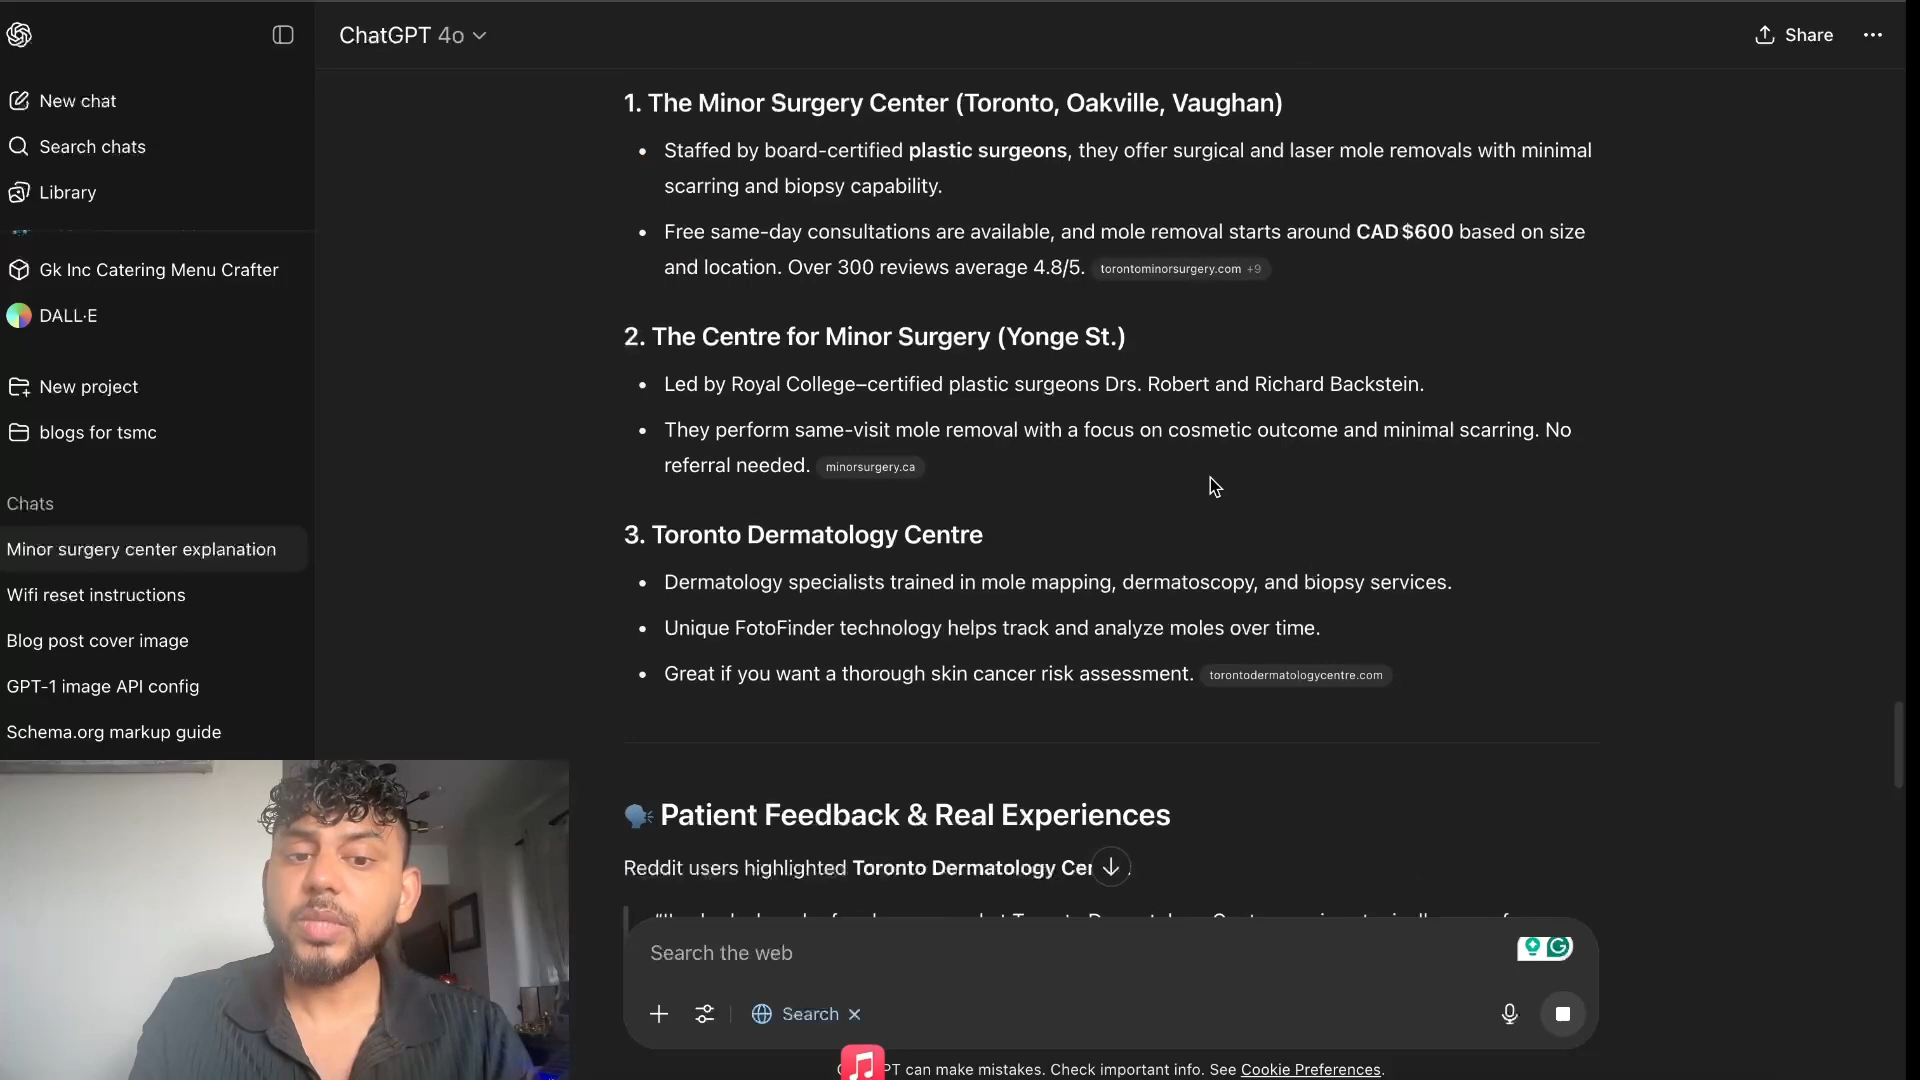 ChatGPT 4o
Share
New chat
Search chats
Library
Gk Inc Catering Menu Crafter
DALL·E
New project
blogs for tsmc
Chats
Minor surgery center explanation
Wifi reset instructions
Blog post cover image
GPT-1 image API config
Schema.org markup guide
1. The Minor Surgery Center (Toronto, Oakville, Vaughan)
• Staffed by board-certified plastic surgeons, they offer surgical and laser mole removals with minimal
scarring and biopsy capability.
• Free same-day consultations are available, and mole removal starts around CAD $600 based on size
and location. Over 300 reviews average 4.8/5. torontominorsurgery.com +9
2. The Centre for Minor Surgery (Yonge St.)
• Led by Royal College–certified plastic surgeons Drs. Robert and Richard Backstein.
• They perform same-visit mole removal with a focus on cosmetic outcome and minimal scarring. No
referral needed. minorsurgery.ca
3. Toronto Dermatology Centre
• Dermatology specialists trained in mole mapping, dermatoscopy, and biopsy services.
• Unique FotoFinder technology helps track and analyze moles over time.
• Great if you want a thorough skin cancer risk assessment. torontodermatologycentre.com
Patient Feedback & Real Experiences
Reddit users highlighted Toronto Dermatology Cen
Search the web
Search
PT can make mistakes. Check important info. See Cookie Preferences.